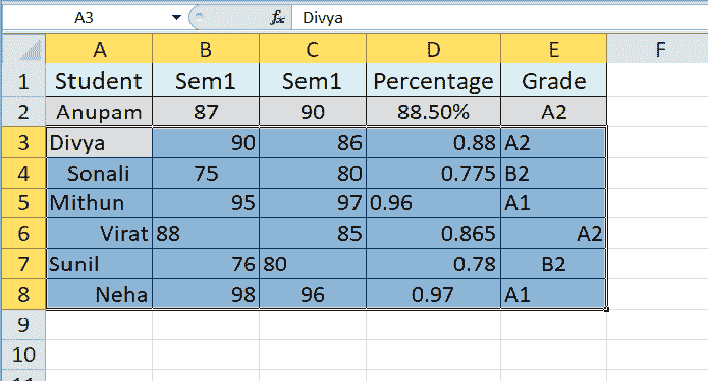 A3 fx Divya
A B C D E F
1 Student Sem1 Sem1 Percentage Grade
2 Anupam 87 90 88.50% A2
3 Divya 90 86 0.88 A2
4 Sonali 75 80 0.775 B2
5 Mithun 95 97 0.96 A1
6 Virat 88 85 0.865 A2
7 Sunil 76 80 0.78 B2
8 Neha 98 96 0.97 A1
9
10
11